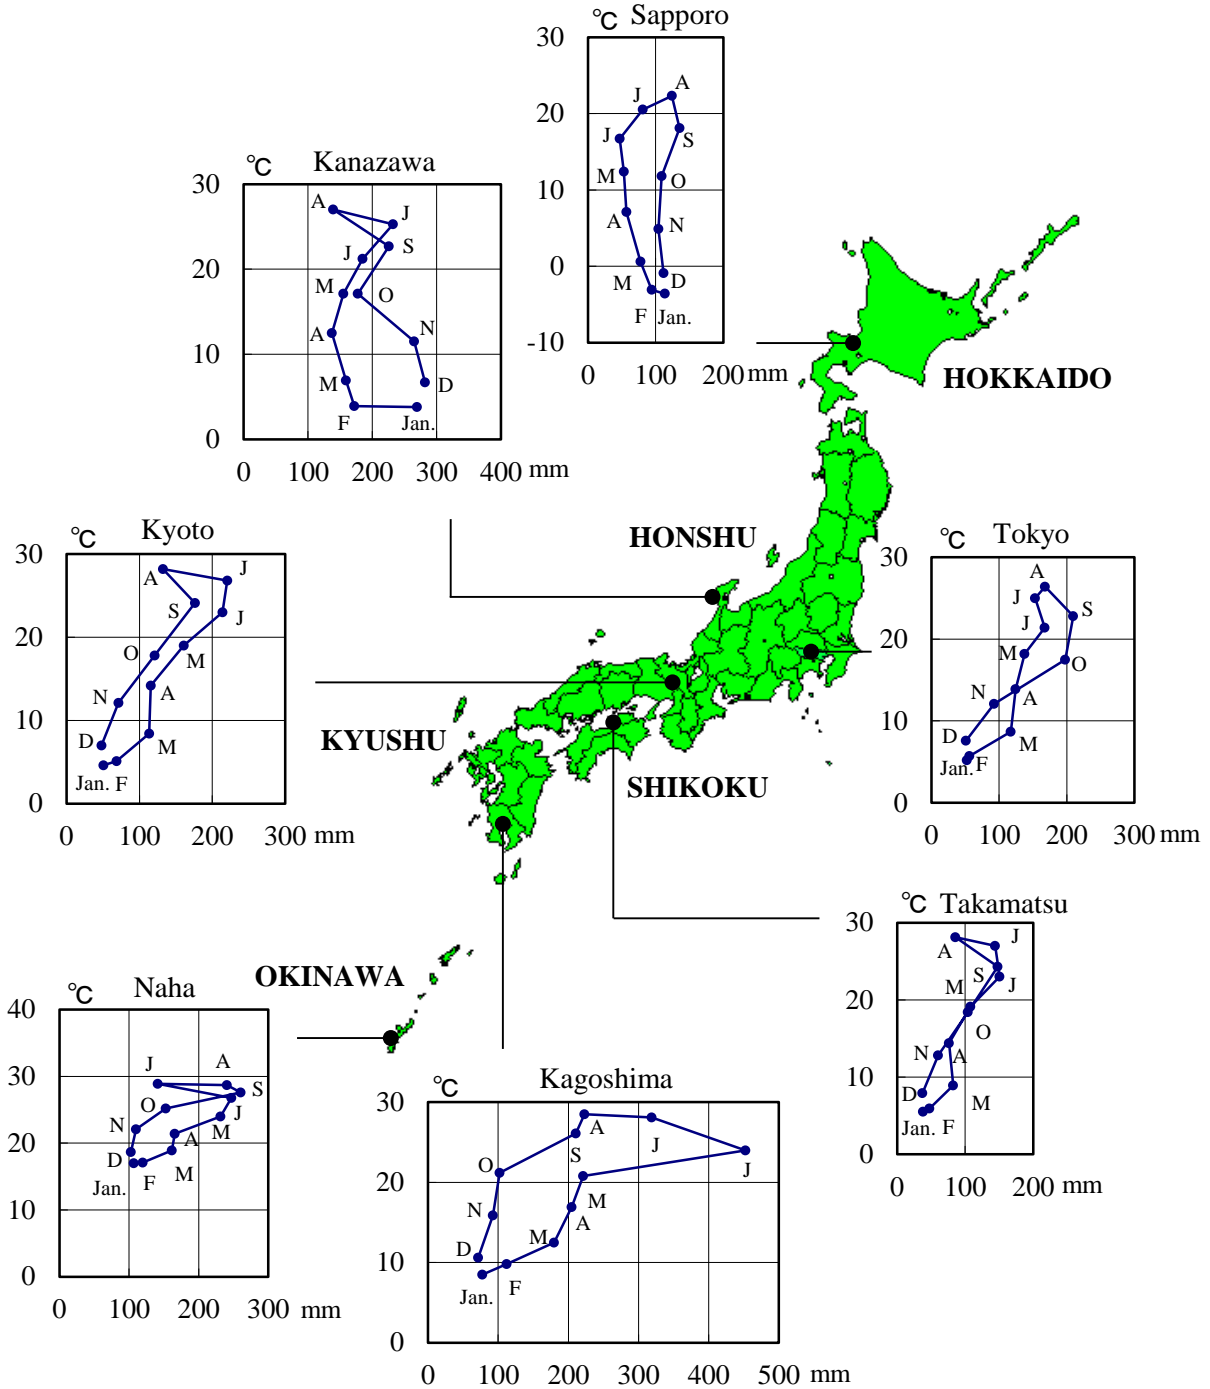 °C Sapporo
30
20
10
0
-10
J
A
J
S
M
O
A
N
M
D
F
Jan.
0 100 200 mm
°C Kanazawa
30
20
10
0
A
J
S
J
M
O
A
N
M
D
F
Jan.
0 100 200 300 400 mm
HOKKAIDO
HONSHU
KYUSHU
SHIKOKU
OKINAWA
°C Kyoto
30
20
10
0
A
J
S
J
O
M
N
A
D
M
Jan. F
0 100 200 300 mm
°C Tokyo
30
20
10
0
A
J
S
J
M
O
N
A
D
M
Jan. F
0 100 200 300 mm
°C Takamatsu
30
20
10
0
A
J
S
M
J
O
N
A
D
M
Jan. F
0 100 200 mm
°C Naha
40
30
20
10
0
J
A
S
O
J
N
M
A
D
M
Jan.
F
0 100 200 300 mm
°C Kagoshima
30
20
10
0
A
J
S
J
O
M
N
A
D
M
Jan.
F
0 100 200 300 400 500 mm